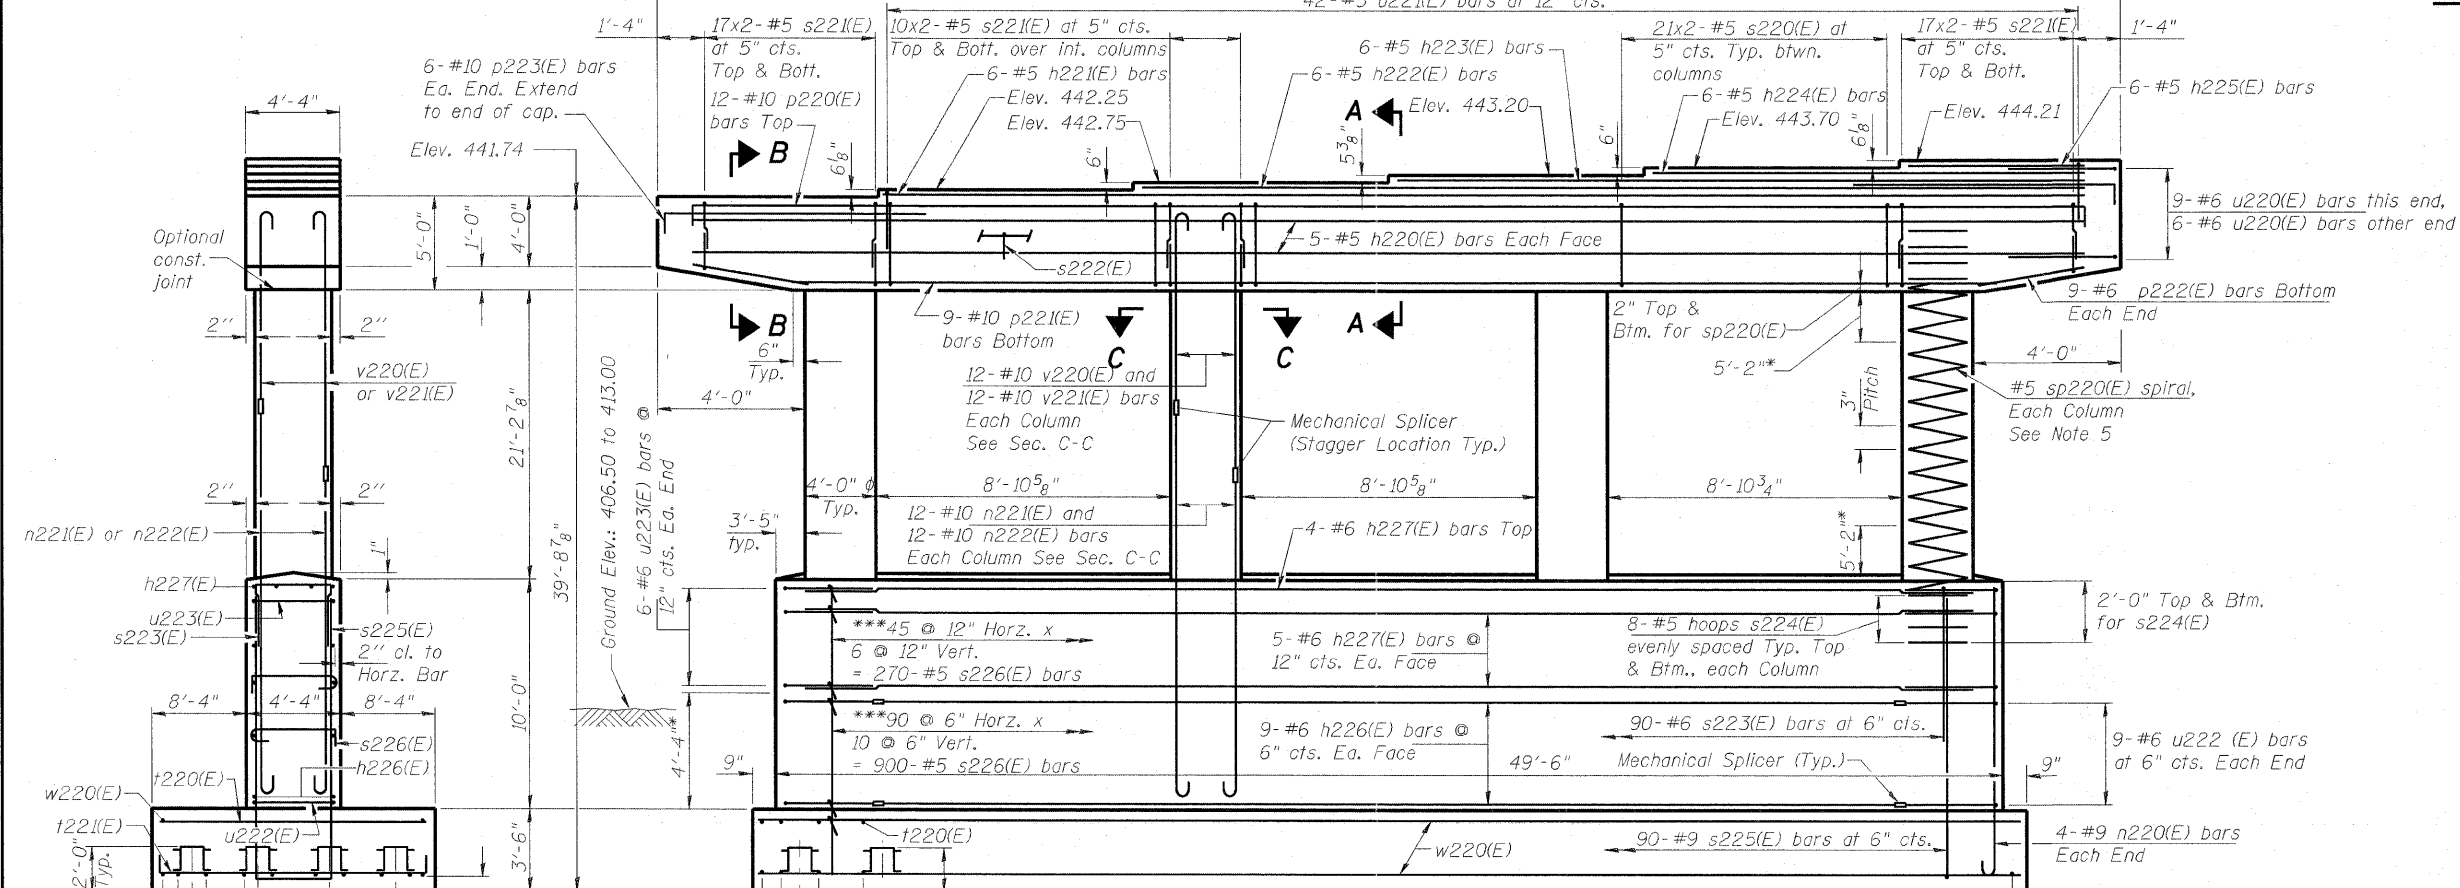 42-#5 u221(E) bars at 12" cts.
1'-4"
17x2-#5 s221(E)
at 5" cts.
Top & Bott.
10x2-#5 s221(E) at 5" cts.
Top & Bott. over int. columns
6-#5 h223(E) bars
21x2-#5 s220(E) at
5" cts. Typ. btwn.
columns
17x2-#5 s221(E)
at 5" cts.
Top & Bott.
1'-4"
6-#10 p223(E) bars
Ea. End. Extend
to end of cap.
12-#10 p220(E)
bars Top
6-#5 h221(E) bars
Elev. 442.25
Elev. 442.75
6-#5 h222(E) bars
A
Elev. 443.20
6-#5 h224(E) bars
Elev. 443.70
Elev. 444.21
6-#5 h225(E) bars
4'-4"
Elev. 441.74
B
6 1/8"
6"
5 3/8"
6"
6 1/8"
Optional
const.
joint
5'-0"
1'-0"
4'-0"
5-#5 h220(E) bars Each Face
s222(E)
9-#6 u220(E) bars this end,
6-#6 u220(E) bars other end
2"
2"
B
6"
Typ.
9-#10 p221(E)
bars Bottom
C
C
A
2" Top &
Btm. for sp220(E)
5'-2"*
9-#6 p222(E) bars Bottom
Each End
4'-0"
v220(E)
or v221(E)
4'-0"
12-#10 v220(E) and
12-#10 v221(E) bars
Each Column
See Sec. C-C
Mechanical Splicer
(Stagger Location Typ.)
3"
Pitch
#5 sp220(E) spiral,
Each Column
See Note 5
21'-2 7/8"
39'-8 7/8"
Ground Elev.: 406.50 to 413.00
6-#6 u223(E) bars @
12" cts. Ea. End
2"
2"
4'-0" ϕ
Typ.
8'-10 5/8"
8'-10 5/8"
8'-10 3/4"
n221(E) or n222(E)
3'-5"
typ.
12-#10 n221(E) and
12-#10 n222(E) bars
Each Column See Sec. C-C
4-#6 h227(E) bars Top
5'-2"*
1"
h227(E)
u223(E)
s223(E)
s225(E)
2" cl. to
Horz. Bar
***45 @ 12" Horz. x
6 @ 12" Vert.
= 270-#5 s226(E) bars
5-#6 h227(E) bars @
12" cts. Ea. Face
8-#5 hoops s224(E)
evenly spaced Typ. Top
& Btm., each Column
2'-0" Top & Btm.
for s224(E)
8'-4"
4'-4"
8'-4"
10'-0"
4'-4"**
***90 @ 6" Horz. x
10 @ 6" Vert.
= 900-#5 s226(E) bars
9-#6 h226(E) bars @
6" cts. Ea. Face
90-#6 s223(E) bars at 6" cts.
9-#6 u222 (E) bars
at 6" cts. Each End
s226(E)
h226(E)
t220(E)
w220(E)
9"
49'-6"
Mechanical Splicer (Typ.)
9"
t221(E)
u222(E)
2'-0"
Typ.
3'-6"
t220(E)
w220(E)
90-#9 s225(E) bars at 6" cts.
4-#9 n220(E) bars
Each End